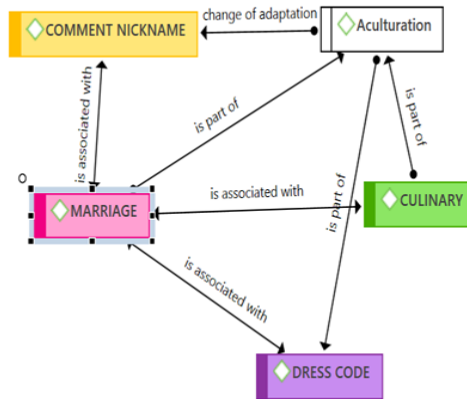 change of adaptation
COMMENT NICKNAME
Aculturation
is associated with
is part of
is part of
is part of
is associated with
MARRIAGE
CULINARY
is associated with
DRESS CODE